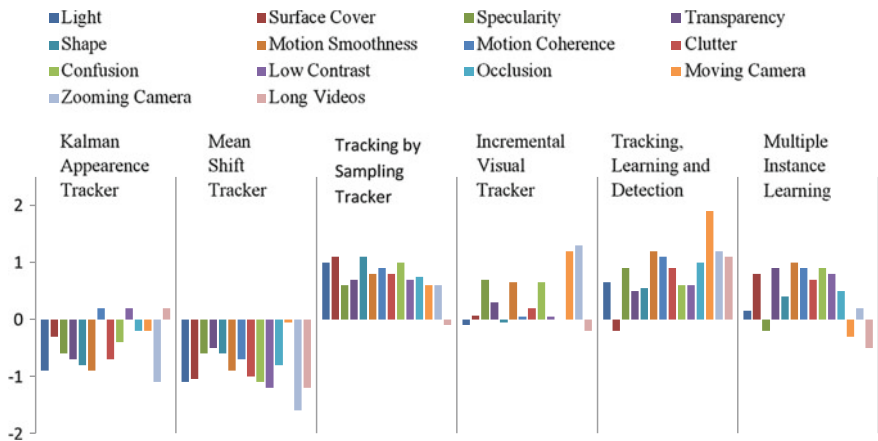 Light Surface Cover Specularity Transparency
Shape Motion Smoothness Motion Coherence Clutter
Confusion Low Contrast Occlusion Moving Camera
Zooming Camera Long Videos
Kalman
Appearence
Tracker
Mean
Shift
Tracker
Tracking by
Sampling
Tracker
Incremental
Visual
Tracker
Tracking,
Learning and
Detection
Multiple
Instance
Learning
2
1
0
-1
-2